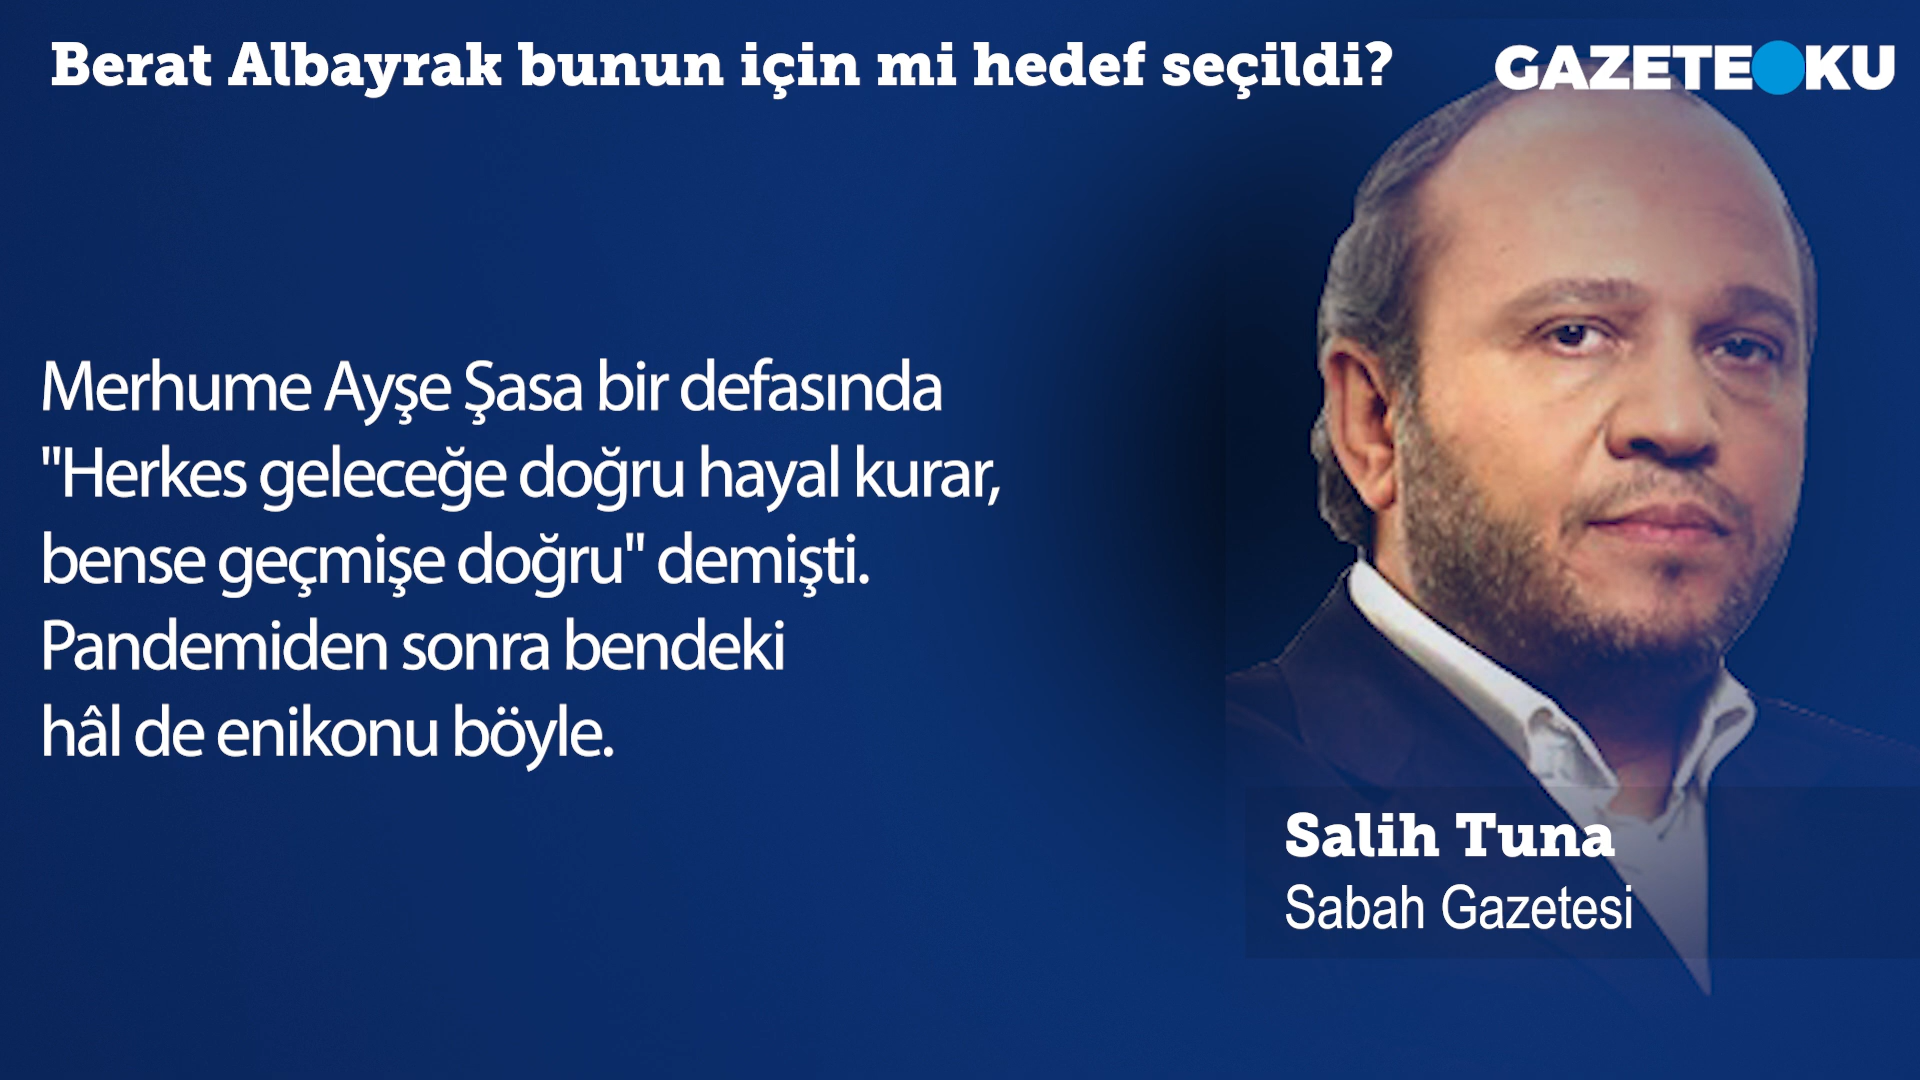 Berat Albayrak bunun için mi hedef seçildi?
GAZETEOKU
Merhume Ayşe Şasa bir defasında
"Herkes geleceğe doğru hayal kurar,
bense geçmişe doğru" demişti.
Pandemiden sonra bendeki
hâl de enikonu böyle.
Salih Tuna
Sabah Gazetesi